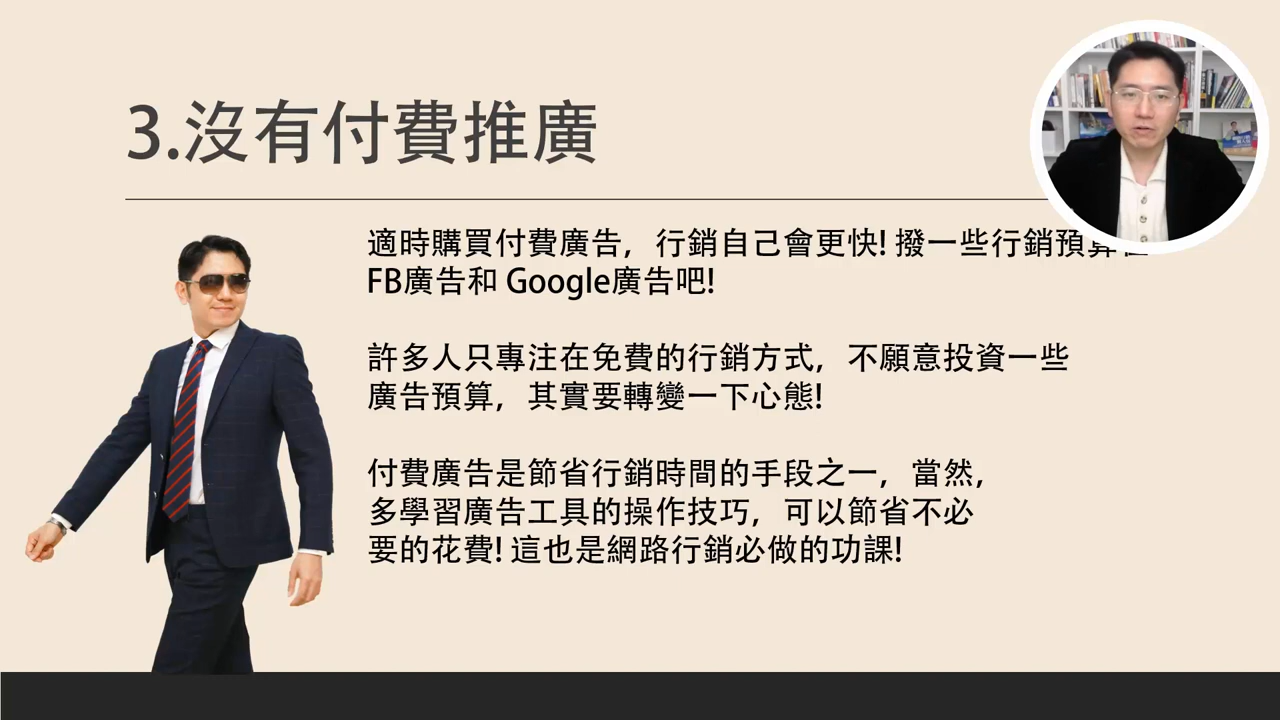 3.沒有付費推廣
適時購買付費廣告，行銷自己會更快! 撥一些行銷預算
FB廣告和 Google廣告吧!
許多人只專注在免費的行銷方式，不願意投資一些
廣告預算，其實要轉變一下心態!
付費廣告是節省行銷時間的手段之一，當然，
多學習廣告工具的操作技巧，可以節省不必
要的花費! 這也是網路行銷必做的功課!